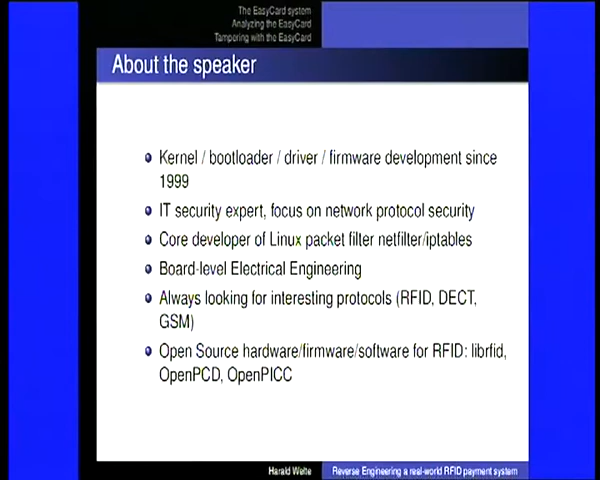 The EasyCard system
Analyzing the EasyCard
Tampering with the EasyCard
About the speaker
Kernel / bootloader / driver / firmware development since
1999
IT security expert, focus on network protocol security
Core developer of Linux packet filter netfilter/iptables
Board-level Electrical Engineering
Always looking for interesting protocols (RFID, DECT,
GSM)
Open Source hardware/firmware/software for RFID: librfid,
OpenPCD, OpenPICC
Harald Welte
Reverse Engineering a real-world RFID payment system